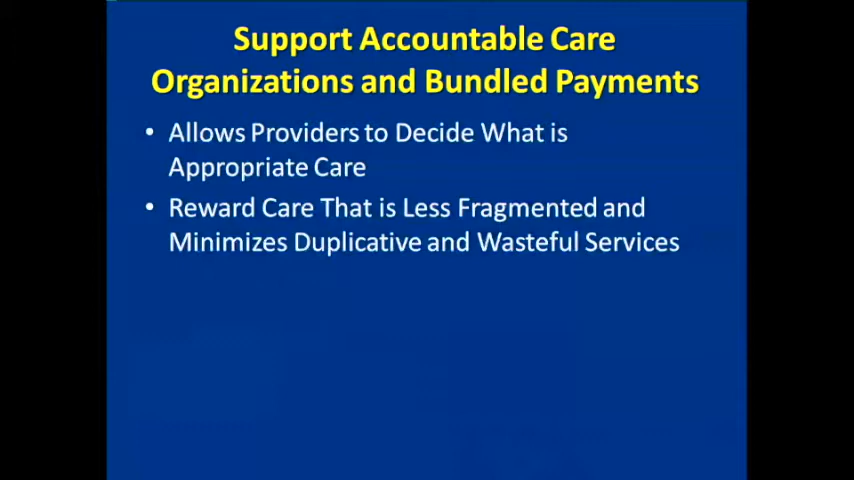 Support Accountable Care
Organizations and Bundled Payments
• Allows Providers to Decide What is
Appropriate Care
• Reward Care That is Less Fragmented and
Minimizes Duplicative and Wasteful Services